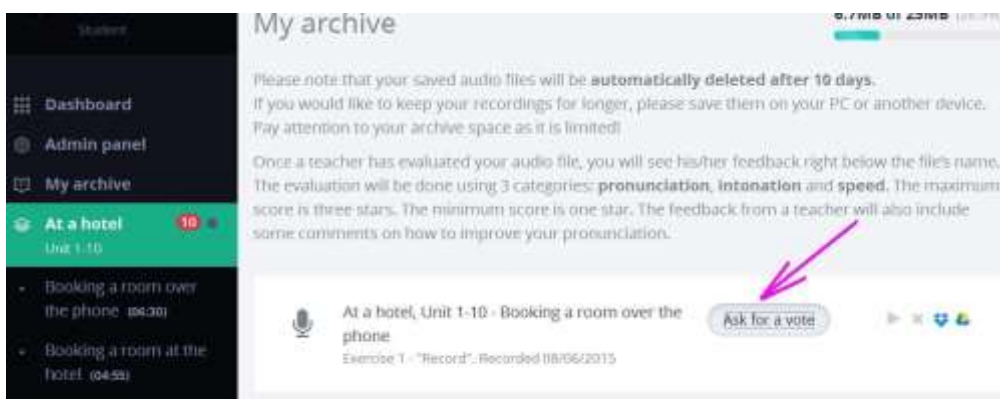 Student
Dashboard
Admin panel
My archive
At a hotel 10
Unit 1-10
Booking a room over
the phone (06:30)
Booking a room at the
hotel (04:55)
My archive
6.7MB of 25MB
Please note that your saved audio files will be automatically deleted after 10 days.
If you would like to keep your recordings for longer, please save them on your PC or another device.
Pay attention to your archive space as it is limited!
Once a teacher has evaluated your audio file, you will see his/her feedback right below the file's name.
The evaluation will be done using 3 categories: pronunciation, intonation and speed. The maximum
score is three stars. The minimum score is one star. The feedback from a teacher will also include
some comments on how to improve your pronunciation.
At a hotel, Unit 1-10 - Booking a room over the
phone
Exercise 1 - "Record". Recorded 08/06/2015
Ask for a vote